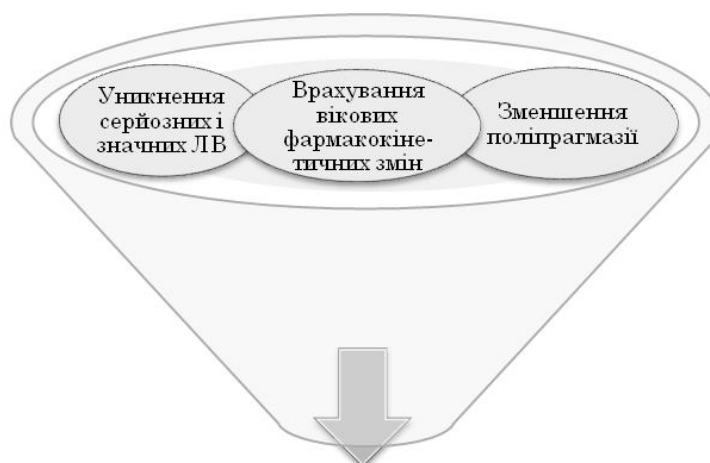 Уникнення
серйозних і
значних ЛВ
Врахування
вікових
фармакокіне-
тичних змін
Зменшення
поліпрагмазії